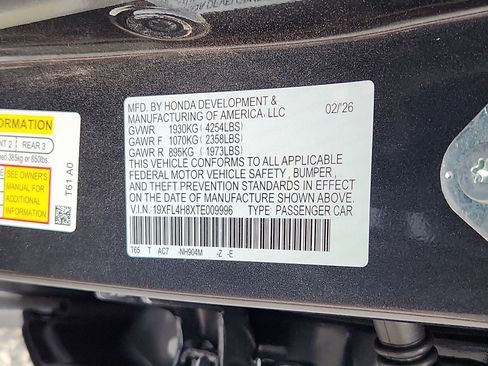 ORMATION
NT 2 REAR 3
385kg or 850lbs.
SEE OWNER'S
MANUAL FOR
ADDITIONAL
INFORMATION
T61 A0
MFD. BY HONDA DEVELOPMENT &
MANUFACTURING OF AMERICA, LLC 02/26
GVWR 1930KG (4254LBS)
GAWR F 1070KG (2358LBS)
GAWR R 895KG (1973LBS)
THIS VEHICLE CONFORMS TO ALL APPLICABLE
FEDERAL MOTOR VEHICLE SAFETY, BUMPER,
AND THEFT PREVENTION STANDARDS IN EFFECT
ON THE DATE OF MANUFACTURE SHOWN ABOVE.
V.I.N. 19XFL4H8XTE009996 TYPE PASSENGER CAR
T65 T AC7 -NH904M -Z -E